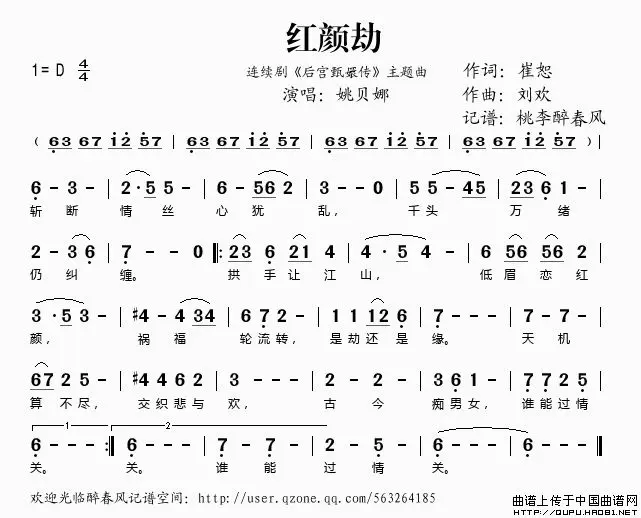 红颜劫
1=D 4/4
连续剧《后宫甄嬛传》主题曲
演唱：姚贝娜
作词：崔恕
作曲：刘欢
记谱：桃李醉春风
( 63 67 12 57 | 63 67 12 57 | 63 67 12 57 | 63 67 12 57 ) |
6 - 3 - | 2 · 5 5 - | 6 - 56 2 | 3 - - 0 | 5 5 - 45 | 23 6 1 - |
斩 断 情 丝 心 犹 乱， 千 头 万 绪
2 - 3 6 | 7 - - 0 |: 23 6 21 4 | 4 · 5 4 - | 6 56 56 2 |
仍 纠 缠。 拱 手 让 江 山， 低 眉 恋 红
3 · 5 3 - | #4 - 4 34 | 6 7 2 - | 1 1 12 6 | 7 - - - | 2 - 7 - |
颜， 祸 福 轮 流 转， 是 劫 还 是 缘。 天 机
67 2 5 - | #4 4 6 2 | 3 - - - | 2 - 2 - | 3 6 1 - | 7 7 2 5 |
算 不 尽， 交 织 悲 与 欢， 古 今 痴 男 女， 谁 能 过 情
1 2
6 - - - :| 6 - - - | 7 - 7 - | 2 - 5 - | 6 - - - | 6 - - - ‖
关。 关。 谁 能 过 情 关。
欢迎光临醉春风记谱空间：http://user.qzone.qq.com/563264185
曲谱上传于中国曲谱网
HTTP://QUPU.HAO81.NET